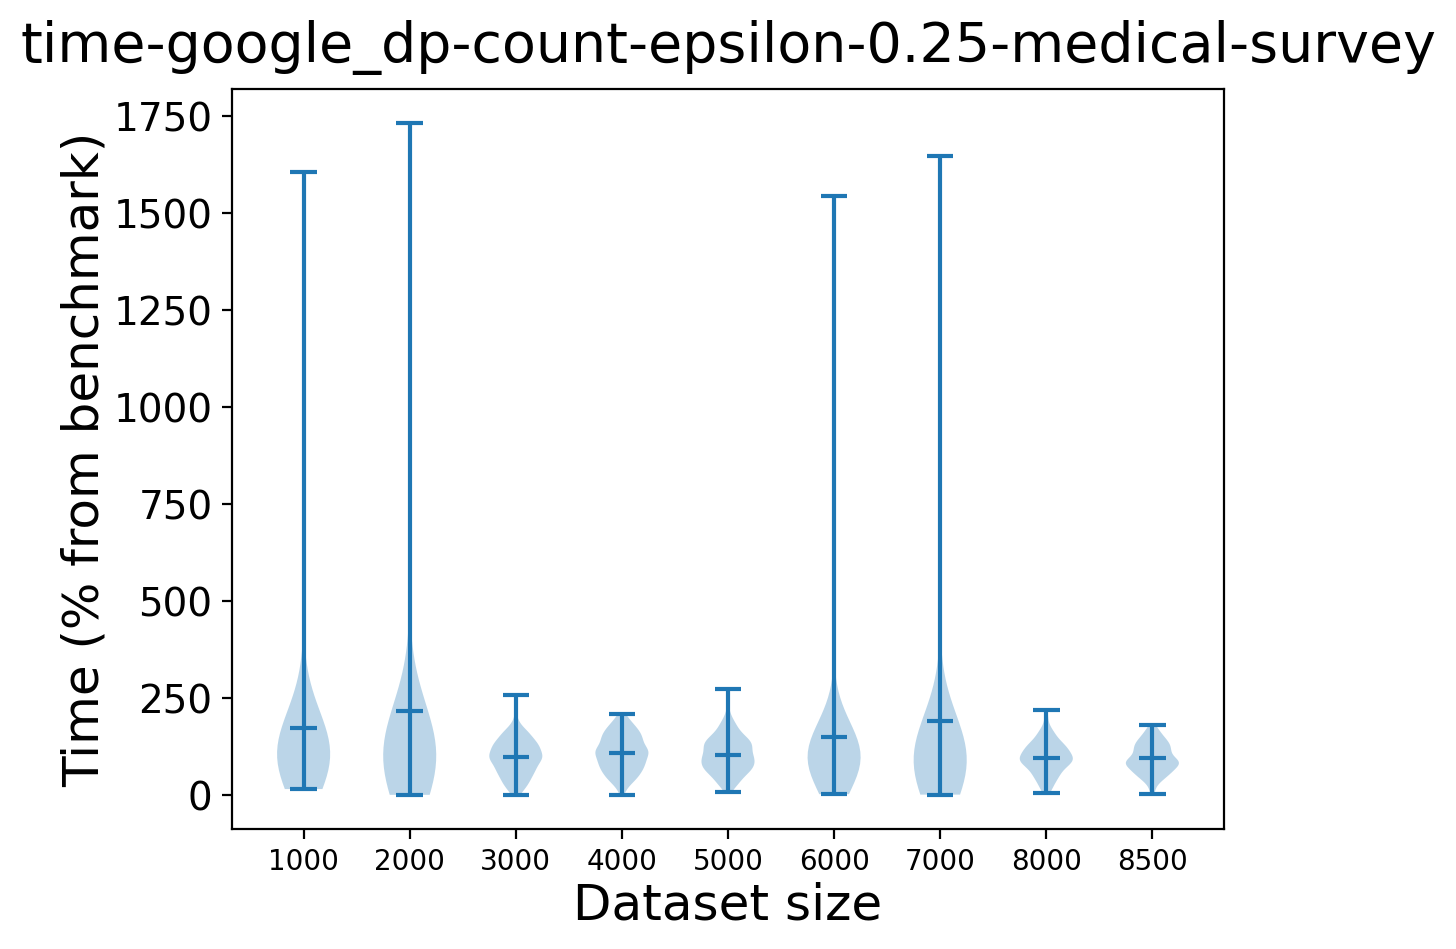 time-google_dp-count-epsilon-0.25-medical-survey
Time (% from benchmark)
1750
1500
1250
1000
750
500
250
0
1000 2000 3000 4000 5000 6000 7000 8000 8500
Dataset size